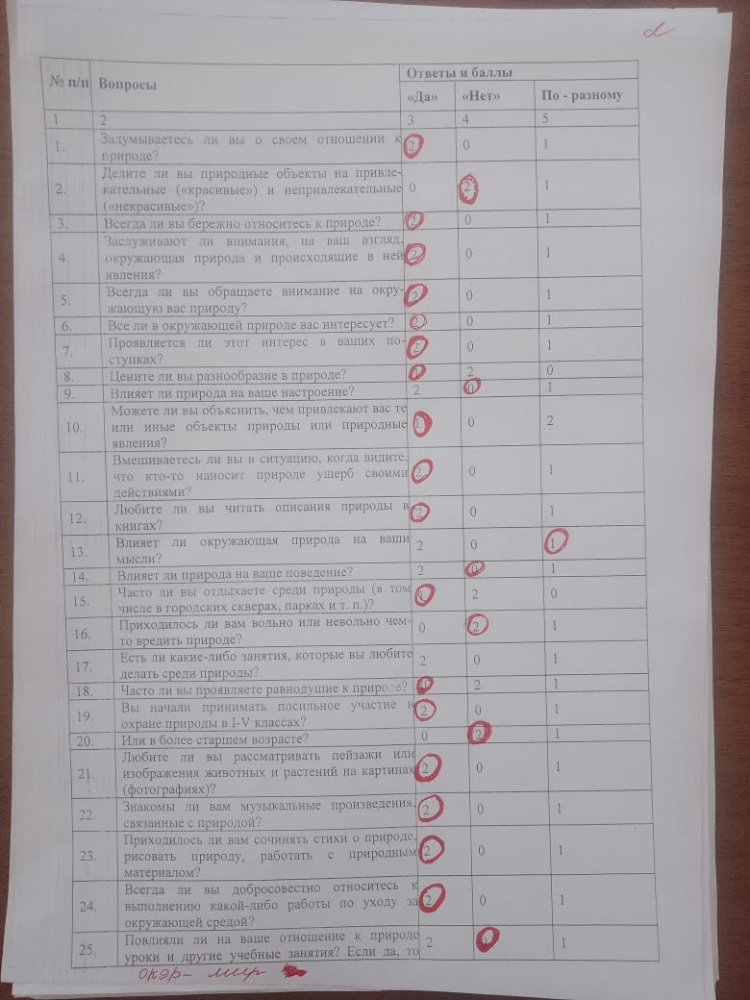 № п/п Вопросы Ответы и баллы
«Да» «Нет» По - разному
1 2 3 4 5
1. Задумываетесь ли вы о своем отношении к 2 0 1
природе?
2. Делите ли вы природные объекты на привле- 0 2 1
кательные («красивые») и непривлекательные
(«некрасивые»)?
3. Всегда ли вы бережно относитесь к природе? 2 0 1
4. Заслуживают ли внимания, на ваш взгляд, 2 0 1
окружающая природа и происходящие в ней
явления?
5. Всегда ли вы обращаете внимание на окру- 2 0 1
жающую вас природу?
6. Все ли в окружающей природе вас интересует? 2 0 1
7. Проявляется ли этот интерес в ваших по- 2 0 1
ступках?
8. Цените ли вы разнообразие в природе? 2 0
9. Влияет ли природа на ваше настроение? 2 0 1
10. Можете ли вы объяснить, чем привлекают вас те 1 0 2
или иные объекты природы или природные
явления?
11. Вмешиваетесь ли вы в ситуацию, когда видите, 2 0 1
что кто-то наносит природе ущерб своими
действиями?
12. Любите ли вы читать описания природы в 2 0 1
книгах?
13. Влияет ли окружающая природа на ваши 2 0 1
мысли?
14. Влияет ли природа на ваше поведение? 2 0 1
15. Часто ли вы отдыхаете среди природы (в том 1 2 0
числе в городских скверах, парках и т. п.)?
16. Приходилось ли вам вольно или невольно чем- 0 2 1
то вредить природе?
17. Есть ли какие-либо занятия, которые вы любите 2 0 1
делать среди природы?
18. Часто ли вы проявляете равнодушие к природе? 0 2 1
19. Вы начали принимать посильное участие в 2 0 1
охране природы в I-V классах?
20. Или в более старшем возрасте? 0 2 1
21. Любите ли вы рассматривать пейзажи или 2 0 1
изображения животных и растений на картинах
(фотографиях)?
22. Знакомы ли вам музыкальные произведения, 2 0 1
связанные с природой?
23. Приходилось ли вам сочинять стихи о природе, 2 0 1
рисовать природу, работать с природным
материалом?
24. Всегда ли вы добросовестно относитесь к 2 0 1
выполнению какой-либо работы по уходу за
окружающей средой?
25. Повлияли ли на ваше отношение к природе 2 1
уроки и другие учебные занятия? Если да, то
окр- мир